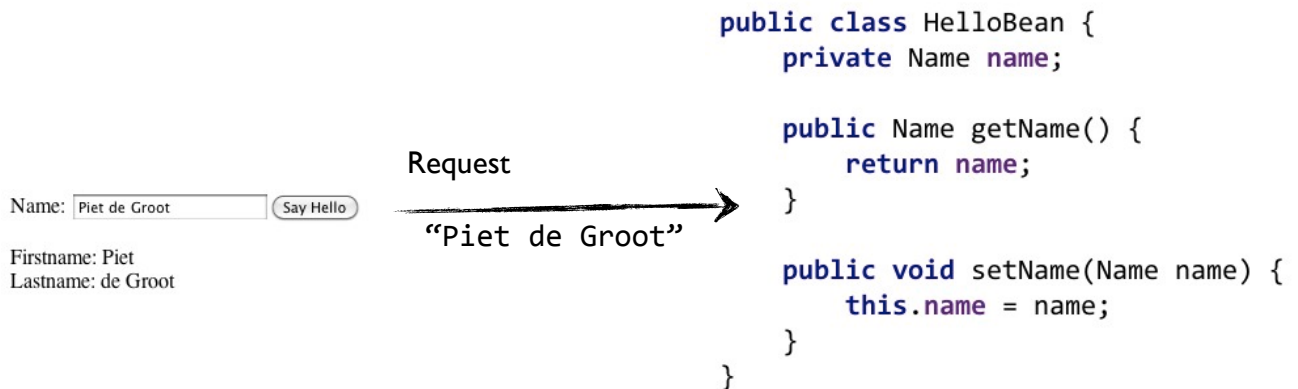 Name: Piet de Groot Say Hello
Firstname: Piet
Lastname: de Groot
Request
“Piet de Groot”
public class HelloBean {
    private Name name;

    public Name getName() {
        return name;
    }

    public void setName(Name name) {
        this.name = name;
    }
}